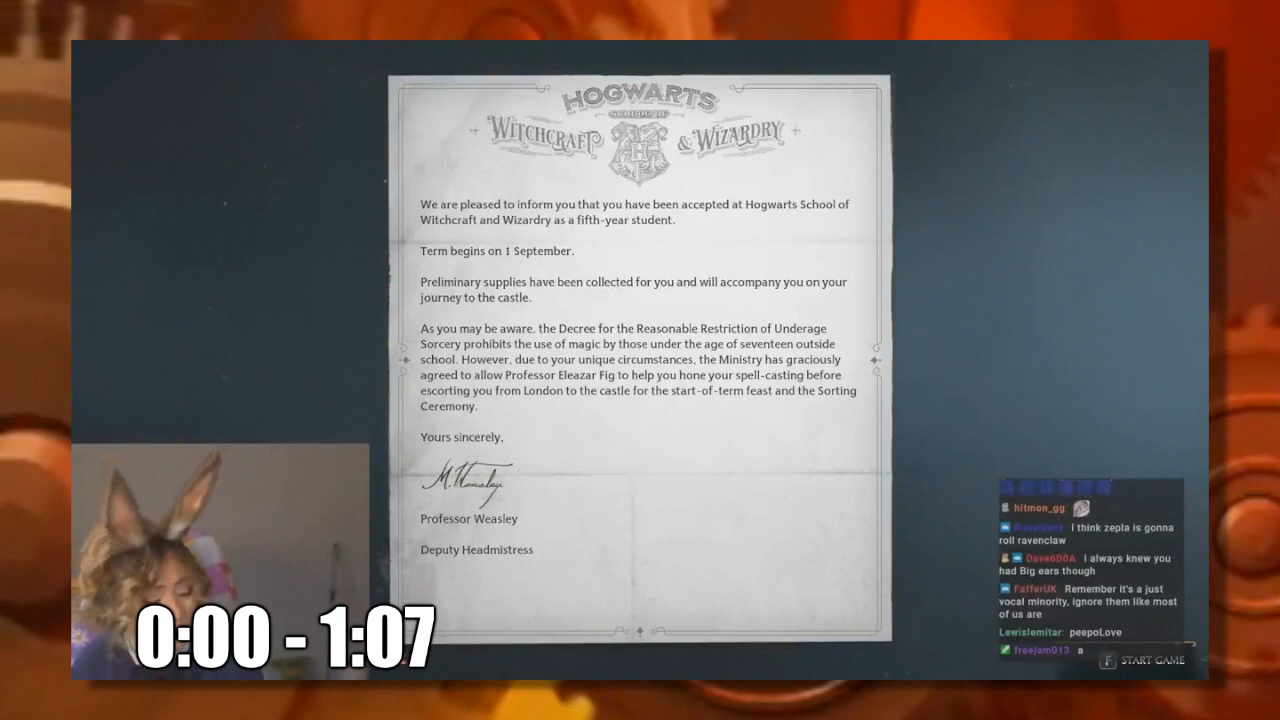 HOGWARTS
SCHOOL OF
WITCHCRAFT & WIZARDRY
H
We are pleased to inform you that you have been accepted at Hogwarts School of
Witchcraft and Wizardry as a fifth-year student.
Term begins on 1 September.
Preliminary supplies have been collected for you and will accompany you on your
journey to the castle.
As you may be aware, the Decree for the Reasonable Restriction of Underage
Sorcery prohibits the use of magic by those under the age of seventeen outside
school. However, due to your unique circumstances, the Ministry has graciously
agreed to allow Professor Eleazar Fig to help you hone your spell-casting before
escorting you from London to the castle for the start-of-term feast and the Sorting
Ceremony.
Yours sincerely,
M. Weasley
Professor Weasley
Deputy Headmistress
0:00 - 1:07
hitmon_gg
I think zepla is gonna
roll ravenclaw
Dave6D0A I always knew you
had Big ears though
FafferUK Remember it's a just
vocal minority, ignore them like most
of us are
Lewislemitar: peepoLove
freejam013 a
F START GAME